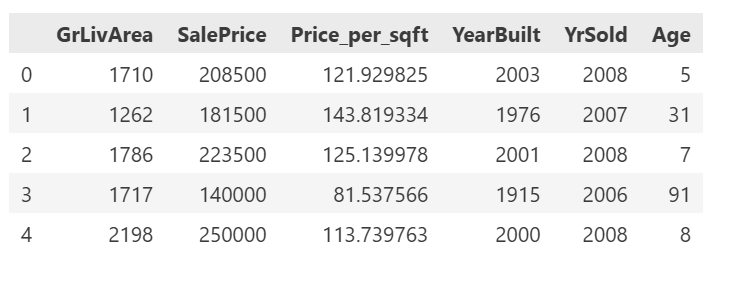 GrLivArea SalePrice Price_per_sqft YearBuilt YrSold Age
0 1710 208500 121.929825 2003 2008 5
1 1262 181500 143.819334 1976 2007 31
2 1786 223500 125.139978 2001 2008 7
3 1717 140000 81.537566 1915 2006 91
4 2198 250000 113.739763 2000 2008 8